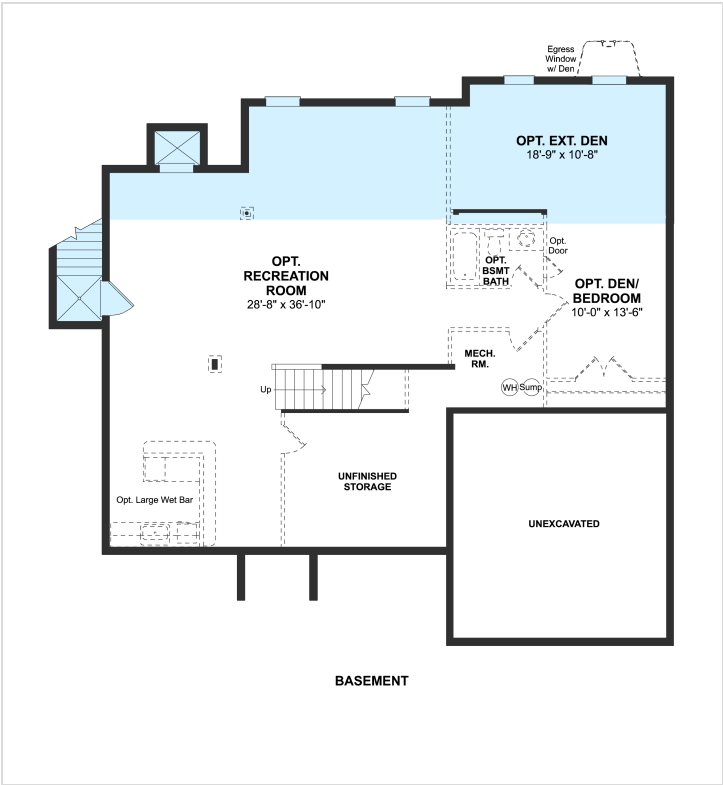 Egress
Window
w/ Den
OPT. EXT. DEN
18'-9" x 10'-8"
OPT.
RECREATION
ROOM
28'-8" x 36'-10"
OPT.
BSMT
BATH
Opt.
Door
OPT. DEN/
BEDROOM
10'-0" x 13'-6"
MECH.
RM.
Up
WH
Sump
UNFINISHED
STORAGE
Opt. Large Wet Bar
UNEXCAVATED
BASEMENT